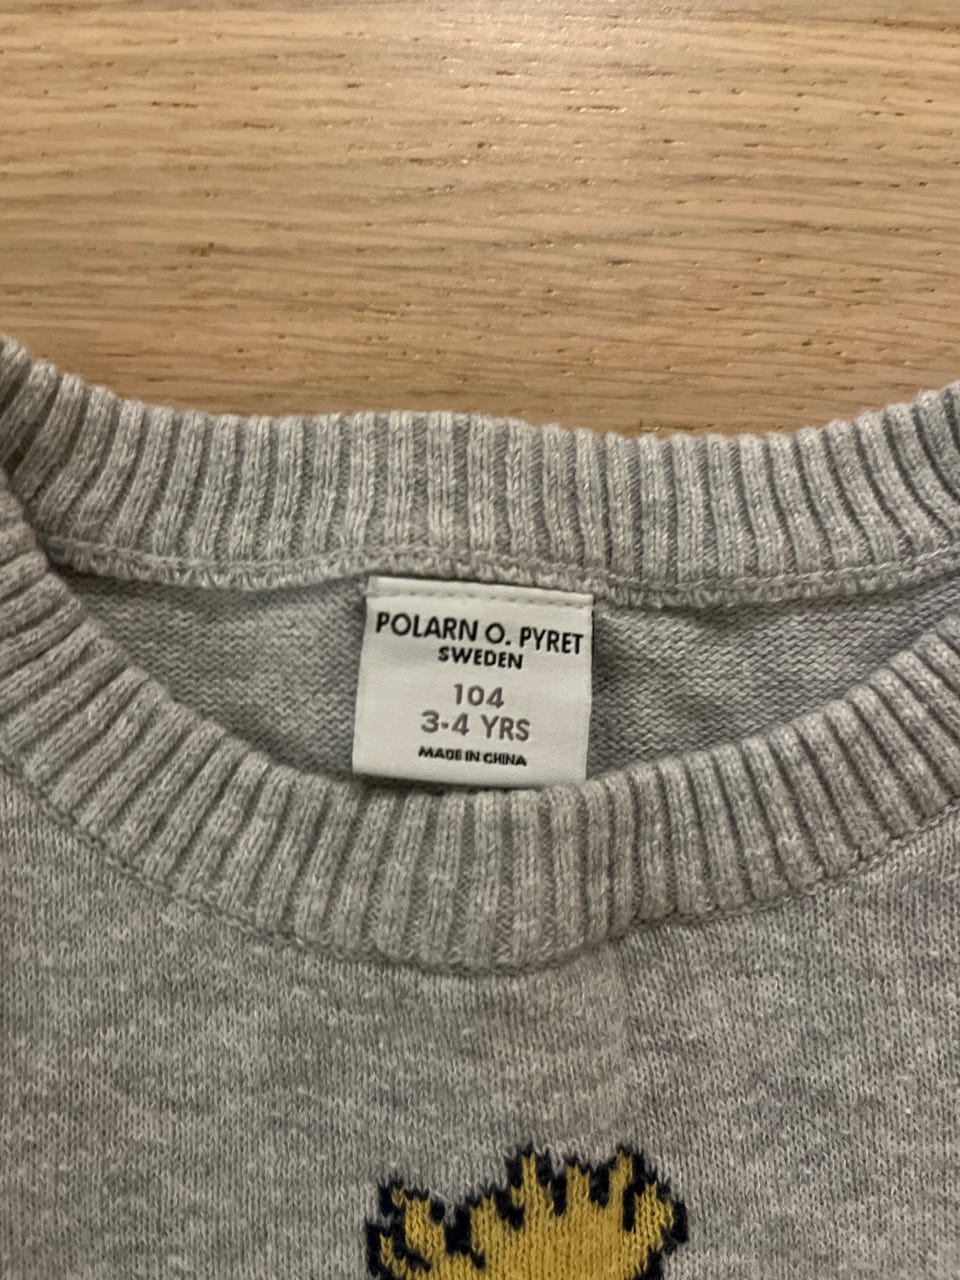 POLARN O. PYRET
SWEDEN
104
3-4 YRS
MADE IN CHINA